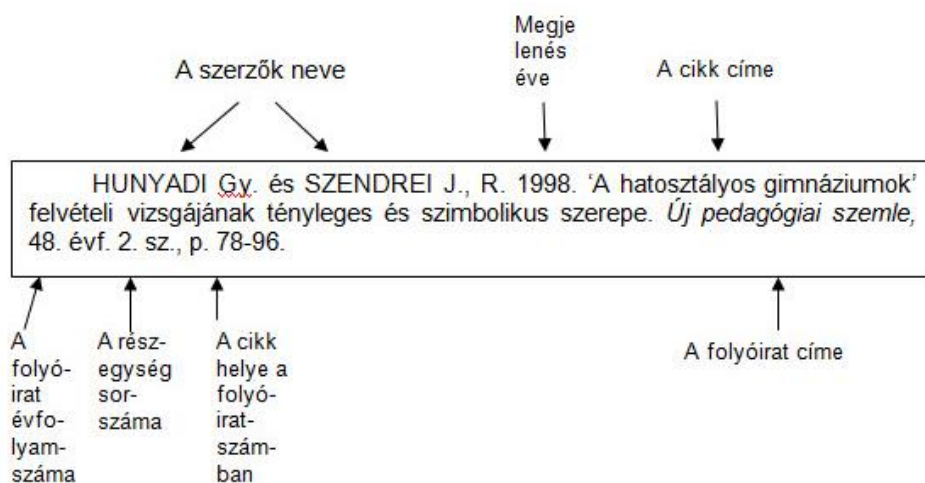 A szerzők neve
Megje
lenés
éve
A cikk címe
HUNYADI Gy. és SZENDREI J., R. 1998. ‘A hatosztályos gimnáziumok’
felvételi vizsgájának tényleges és szimbolikus szerepe. Új pedagógiai szemle,
48. évf. 2. sz., p. 78-96.
A
folyó-
irat
évfo-
lyam-
száma
A rész-
egység
sor-
száma
A cikk
helye a
folyó-
irat-
szám-
ban
A folyóirat címe